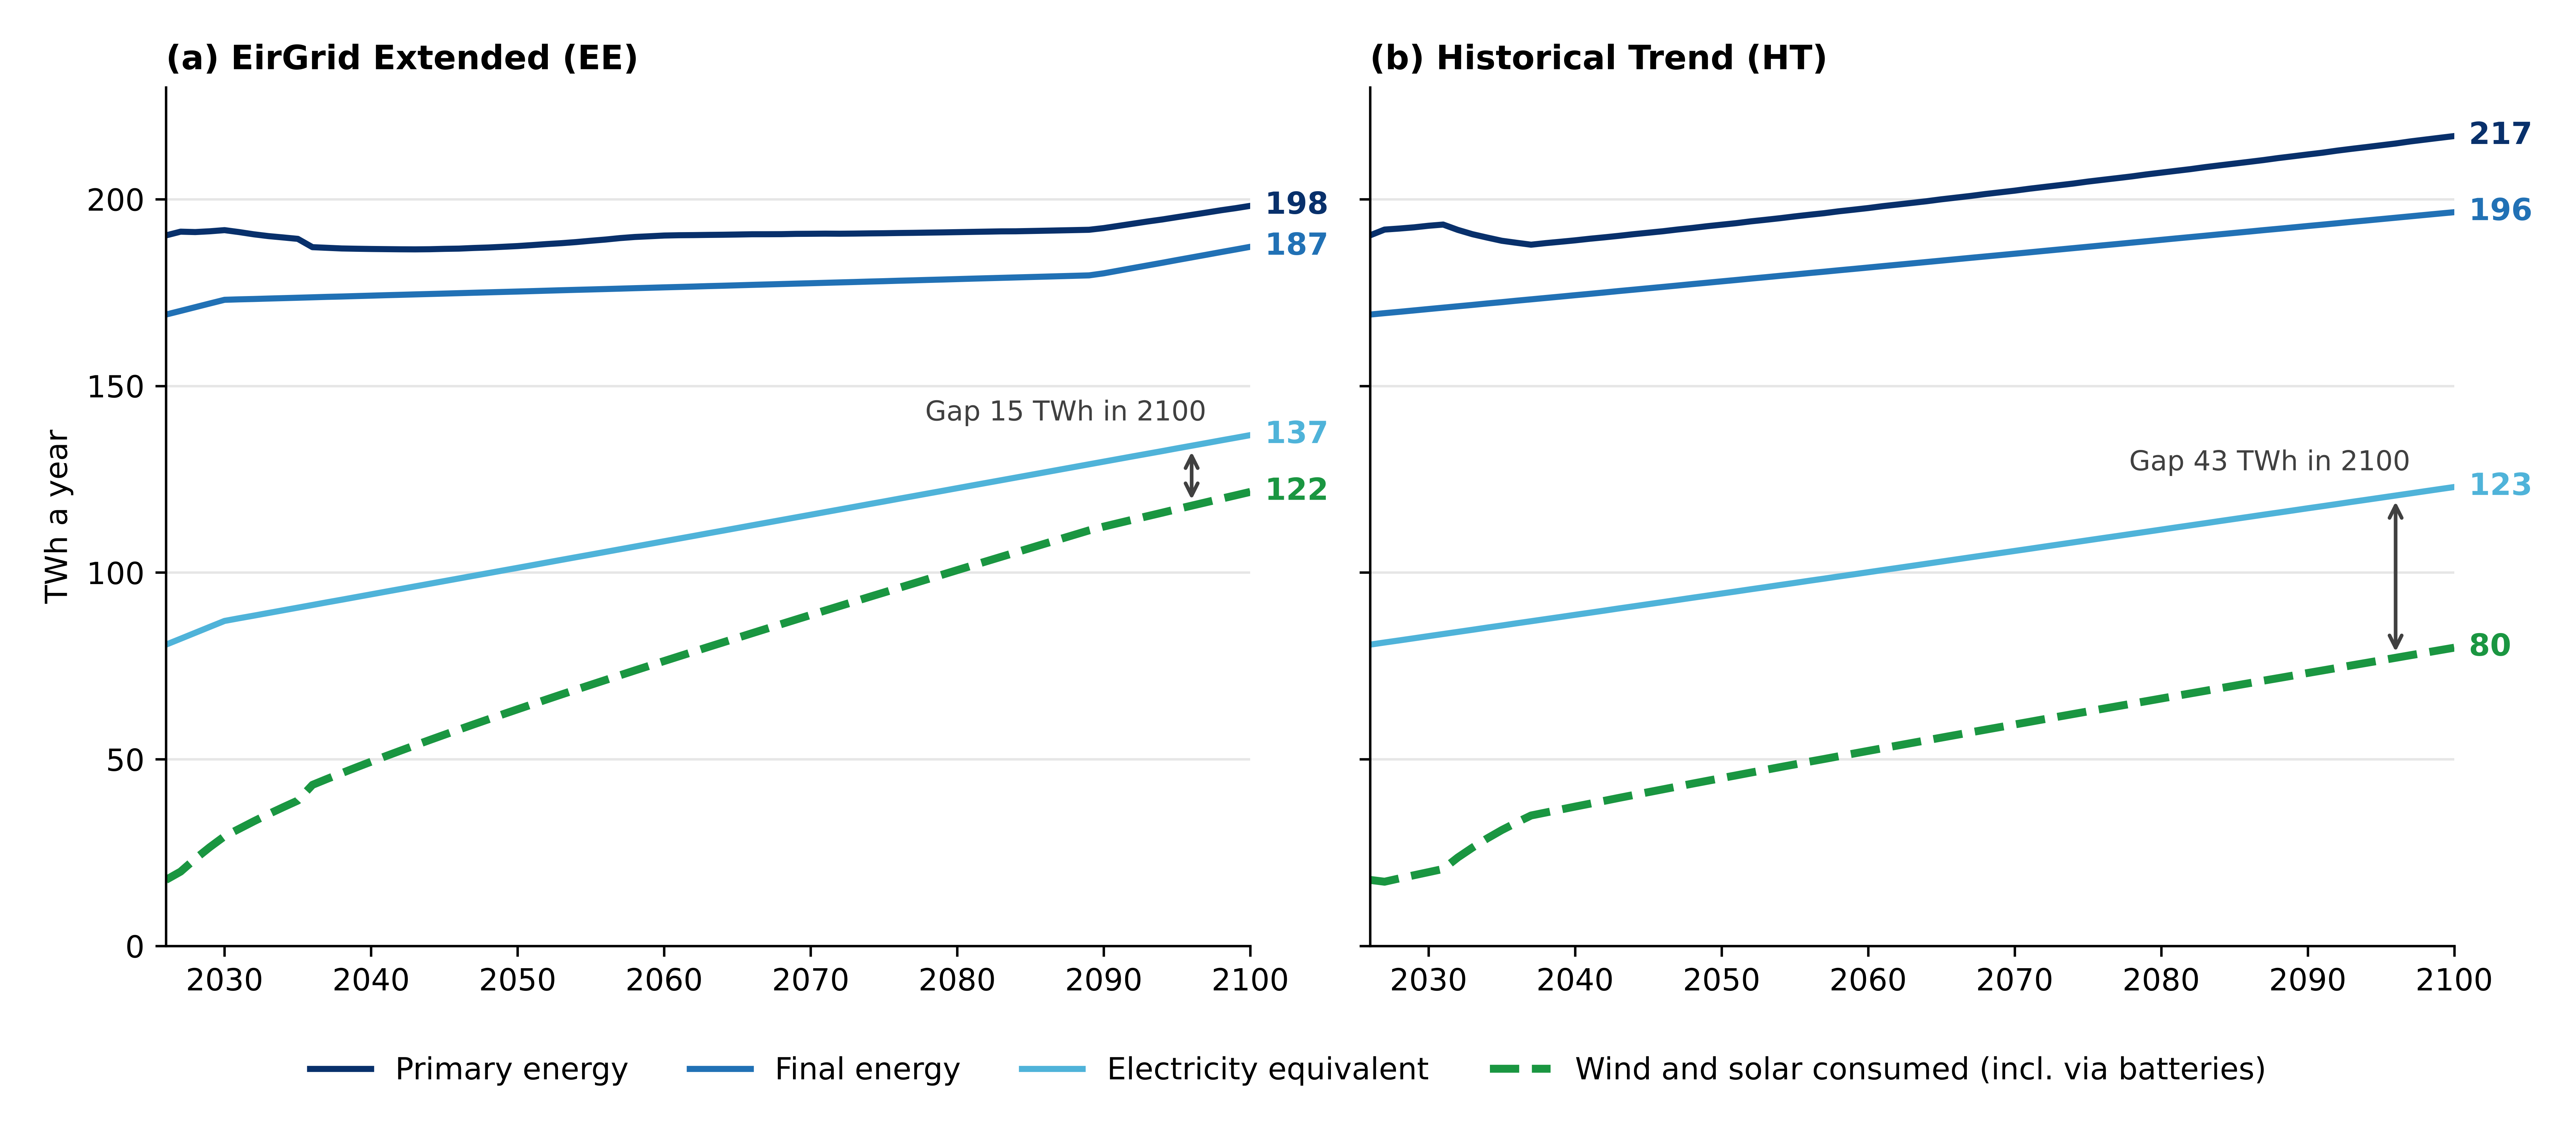 (a) EirGrid Extended (EE)
TWh a year
200
150
100
50
0
Gap 15 TWh in 2100
198
187
137
122
2030 2040 2050 2060 2070 2080 2090 2100
(b) Historical Trend (HT)
Gap 43 TWh in 2100
217
196
123
80
2030 2040 2050 2060 2070 2080 2090 2100
Primary energy Final energy Electricity equivalent Wind and solar consumed (incl. via batteries)